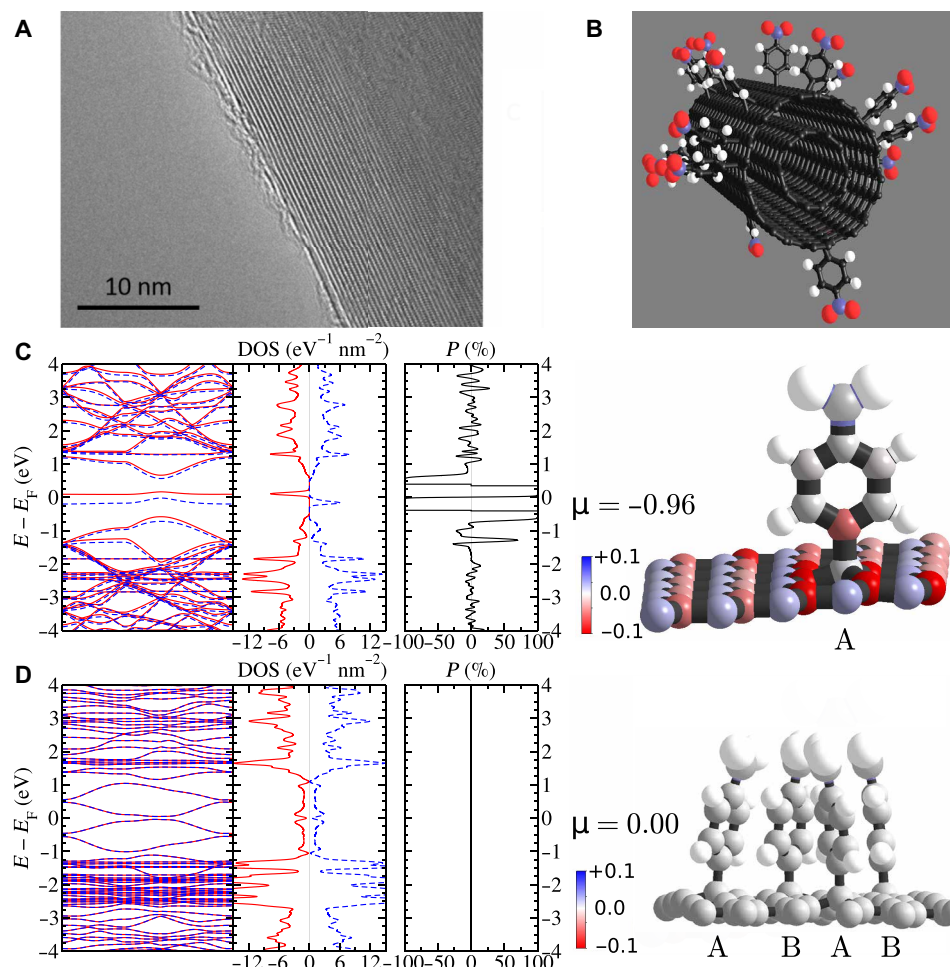 A
B
10 nm
C
DOS (eV⁻¹ nm⁻²)
P (%)
E − E_F (eV)
4
3
2
1
0
−1
−2
−3
−4
−12 −6 0 6 12
−100 −50 0 50 100
4
3
2
1
0
−1
−2
−3
−4
μ = −0.96
+0.1
0.0
−0.1
A
D
DOS (eV⁻¹ nm⁻²)
P (%)
E − E_F (eV)
4
3
2
1
0
−1
−2
−3
−4
−12 −6 0 6 12
−100 −50 0 50 100
4
3
2
1
0
−1
−2
−3
−4
μ = 0.00
+0.1
0.0
−0.1
A B A B